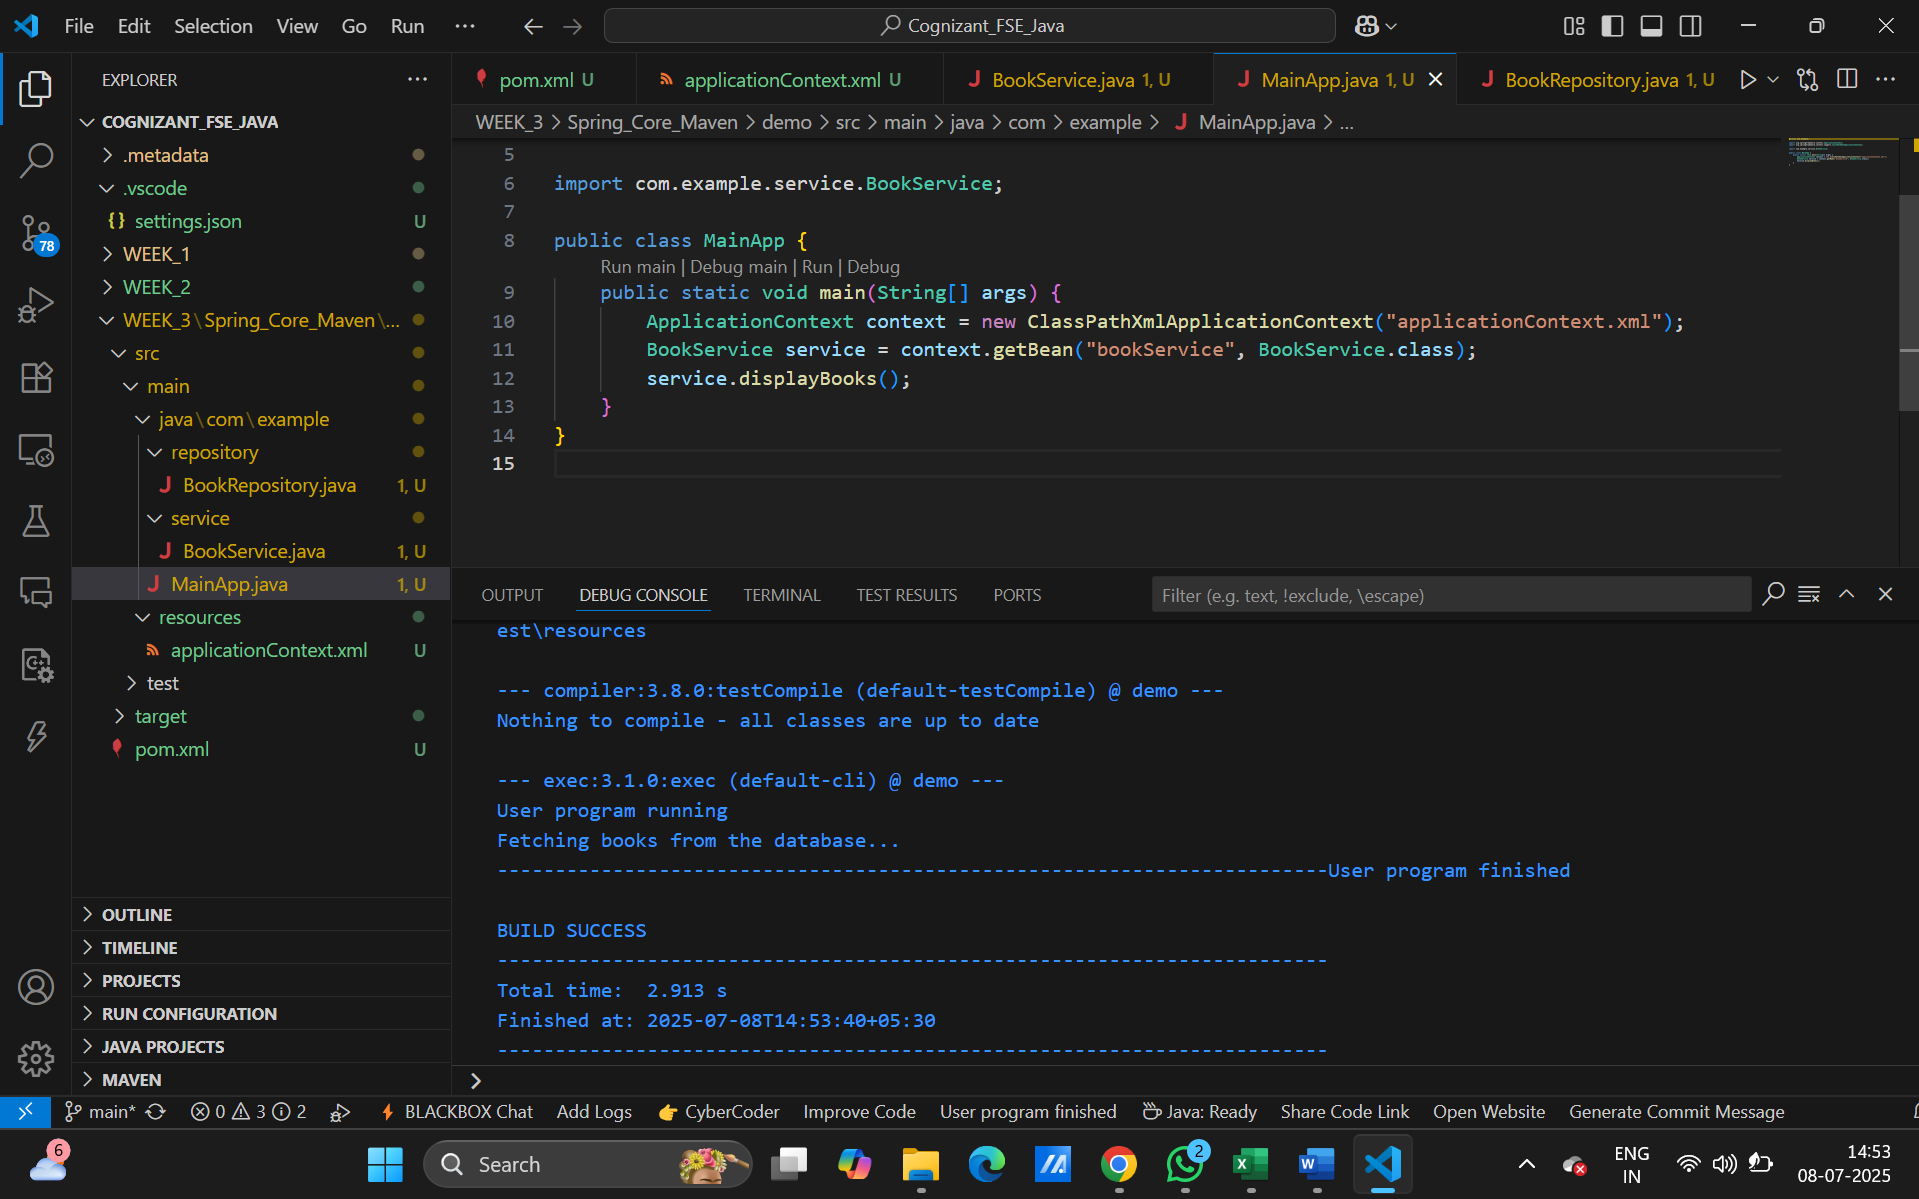 File Edit Selection View Go Run ... Cognizant_FSE_Java
EXPLORER
COGNIZANT_FSE_JAVA
.metadata
.vscode
{} settings.json U
WEEK_1
WEEK_2
WEEK_3\Spring_Core_Maven\...
src
main
java\com\example
repository
BookRepository.java 1, U
service
BookService.java 1, U
MainApp.java 1, U
resources
applicationContext.xml U
test
target
pom.xml U
OUTLINE
TIMELINE
PROJECTS
RUN CONFIGURATION
JAVA PROJECTS
MAVEN
78
pom.xml U applicationContext.xml U BookService.java 1, U MainApp.java 1, U BookRepository.java 1, U
WEEK_3 > Spring_Core_Maven > demo > src > main > java > com > example > MainApp.java > ...
5
6 import com.example.service.BookService;
7
8 public class MainApp {
Run main | Debug main | Run | Debug
9 public static void main(String[] args) {
10 ApplicationContext context = new ClassPathXmlApplicationContext("applicationContext.xml");
11 BookService service = context.getBean("bookService", BookService.class);
12 service.displayBooks();
13 }
14 }
15
OUTPUT DEBUG CONSOLE TERMINAL TEST RESULTS PORTS Filter (e.g. text, !exclude, \escape)
est\resources
--- compiler:3.8.0:testCompile (default-testCompile) @ demo ---
Nothing to compile - all classes are up to date
--- exec:3.1.0:exec (default-cli) @ demo ---
User program running
Fetching books from the database...
------------------------------------------------------------------------User program finished
BUILD SUCCESS
------------------------------------------------------------------------
Total time:  2.913 s
Finished at: 2025-07-08T14:53:40+05:30
------------------------------------------------------------------------
>
main* 0 3 2 BLACKBOX Chat Add Logs CyberCoder Improve Code User program finished Java: Ready Share Code Link Open Website Generate Commit Message
6 Search 2 ENG IN 14:53 08-07-2025